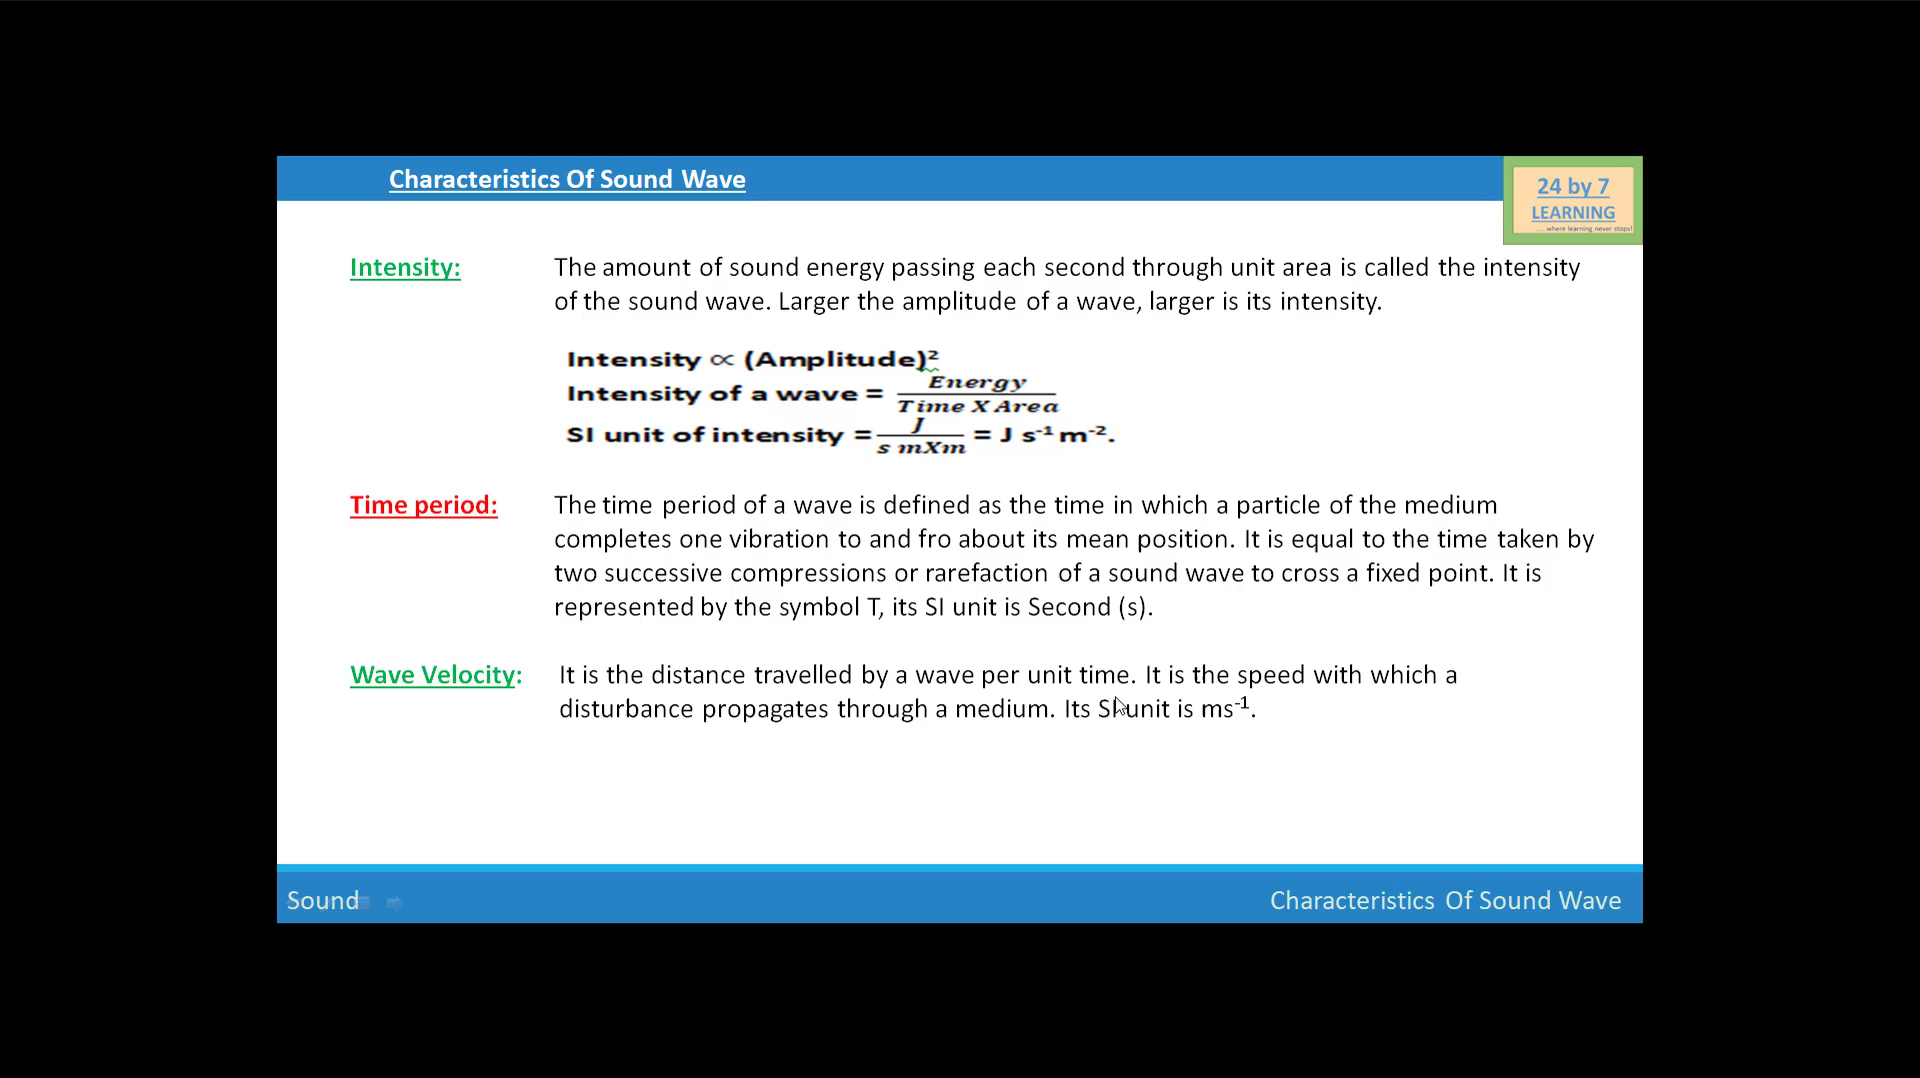 Characteristics Of Sound Wave
24 by 7
LEARNING
.... where learning never stops!
Intensity: The amount of sound energy passing each second through unit area is called the intensity
of the sound wave. Larger the amplitude of a wave, larger is its intensity.
Intensity ∝ (Amplitude)²
Intensity of a wave = Energy / Time X Area
SI unit of intensity = J / s mXm = J s⁻¹ m⁻².
Time period: The time period of a wave is defined as the time in which a particle of the medium
completes one vibration to and fro about its mean position. It is equal to the time taken by
two successive compressions or rarefaction of a sound wave to cross a fixed point. It is
represented by the symbol T, its SI unit is Second (s).
Wave Velocity: It is the distance travelled by a wave per unit time. It is the speed with which a
disturbance propagates through a medium. Its SI unit is ms⁻¹.
Sound
Characteristics Of Sound Wave